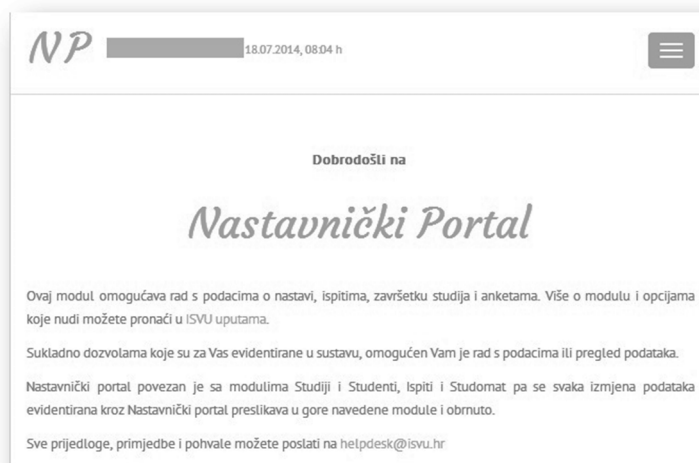 NP 18.07.2014, 08:04 h
Dobrodošli na
Nastavnički Portal
Ovaj modul omogućava rad s podacima o nastavi, ispitima, završetku studija i anketama. Više o modulu i opcijama
koje nudi možete pronaći u ISVU uputama.
Sukladno dozvolama koje su za Vas evidentirane u sustavu, omogućen Vam je rad s podacima ili pregled podataka.
Nastavnički portal povezan je sa modulima Studiji i Studenti, Ispiti i Studomat pa se svaka izmjena podataka
evidentirana kroz Nastavnički portal preslikava u gore navedene module i obrnuto.
Sve prijedloge, primjedbe i pohvale možete poslati na helpdesk@isvu.hr